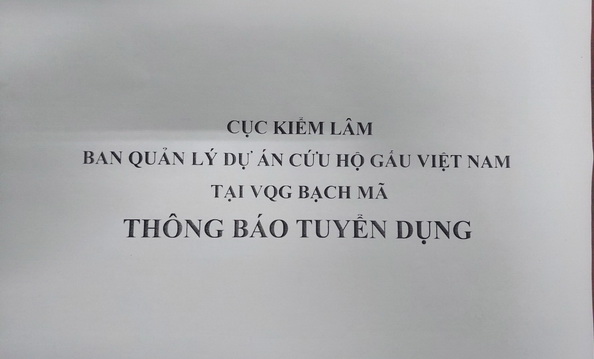 CỤC KIỂM LÂM
BAN QUẢN LÝ DỰ ÁN CỨU HỘ GẤU VIỆT NAM
TẠI VQG BẠCH MÃ
THÔNG BÁO TUYỂN DỤNG